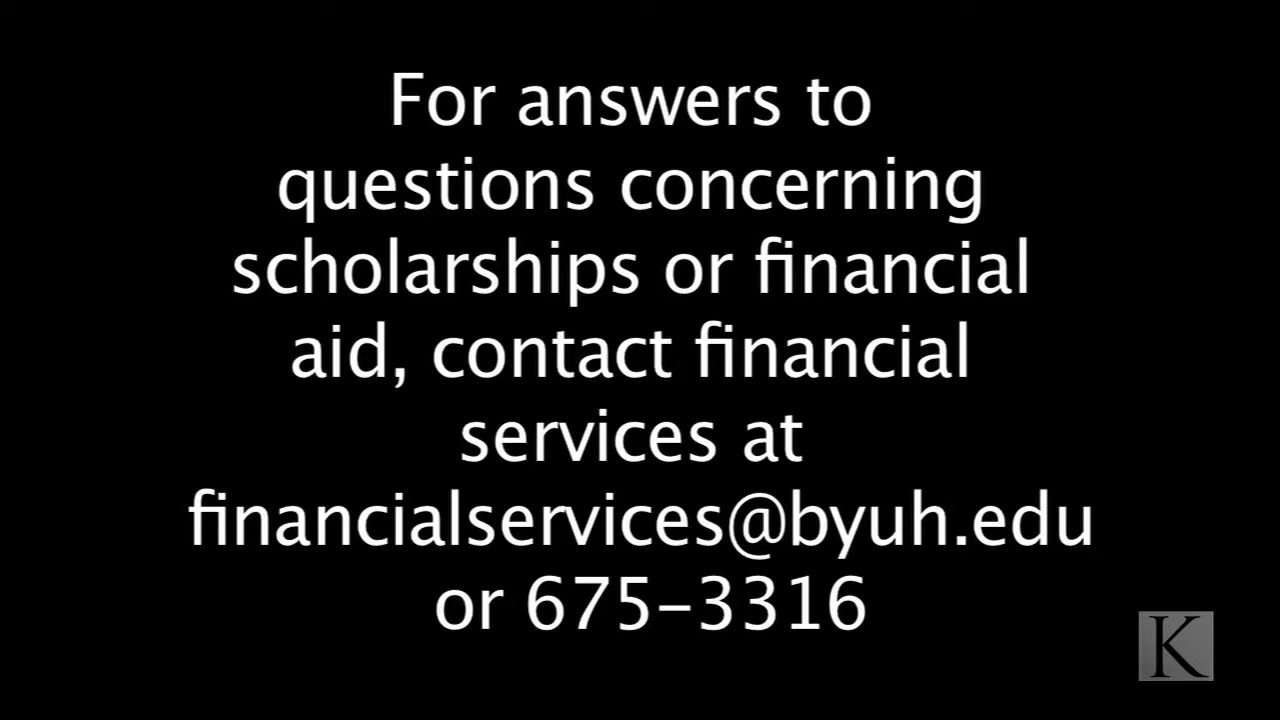 For answers to
questions concerning
scholarships or financial
aid, contact financial
services at
financialservices@byuh.edu
or 675-3316
K